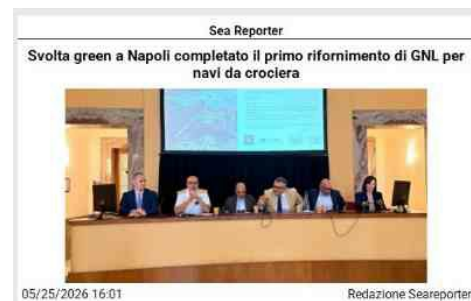 Sea Reporter
Svolta green a Napoli completato il primo rifornimento di GNL per
navi da crociera
05/25/2026 16:01
Redazione Seareporter